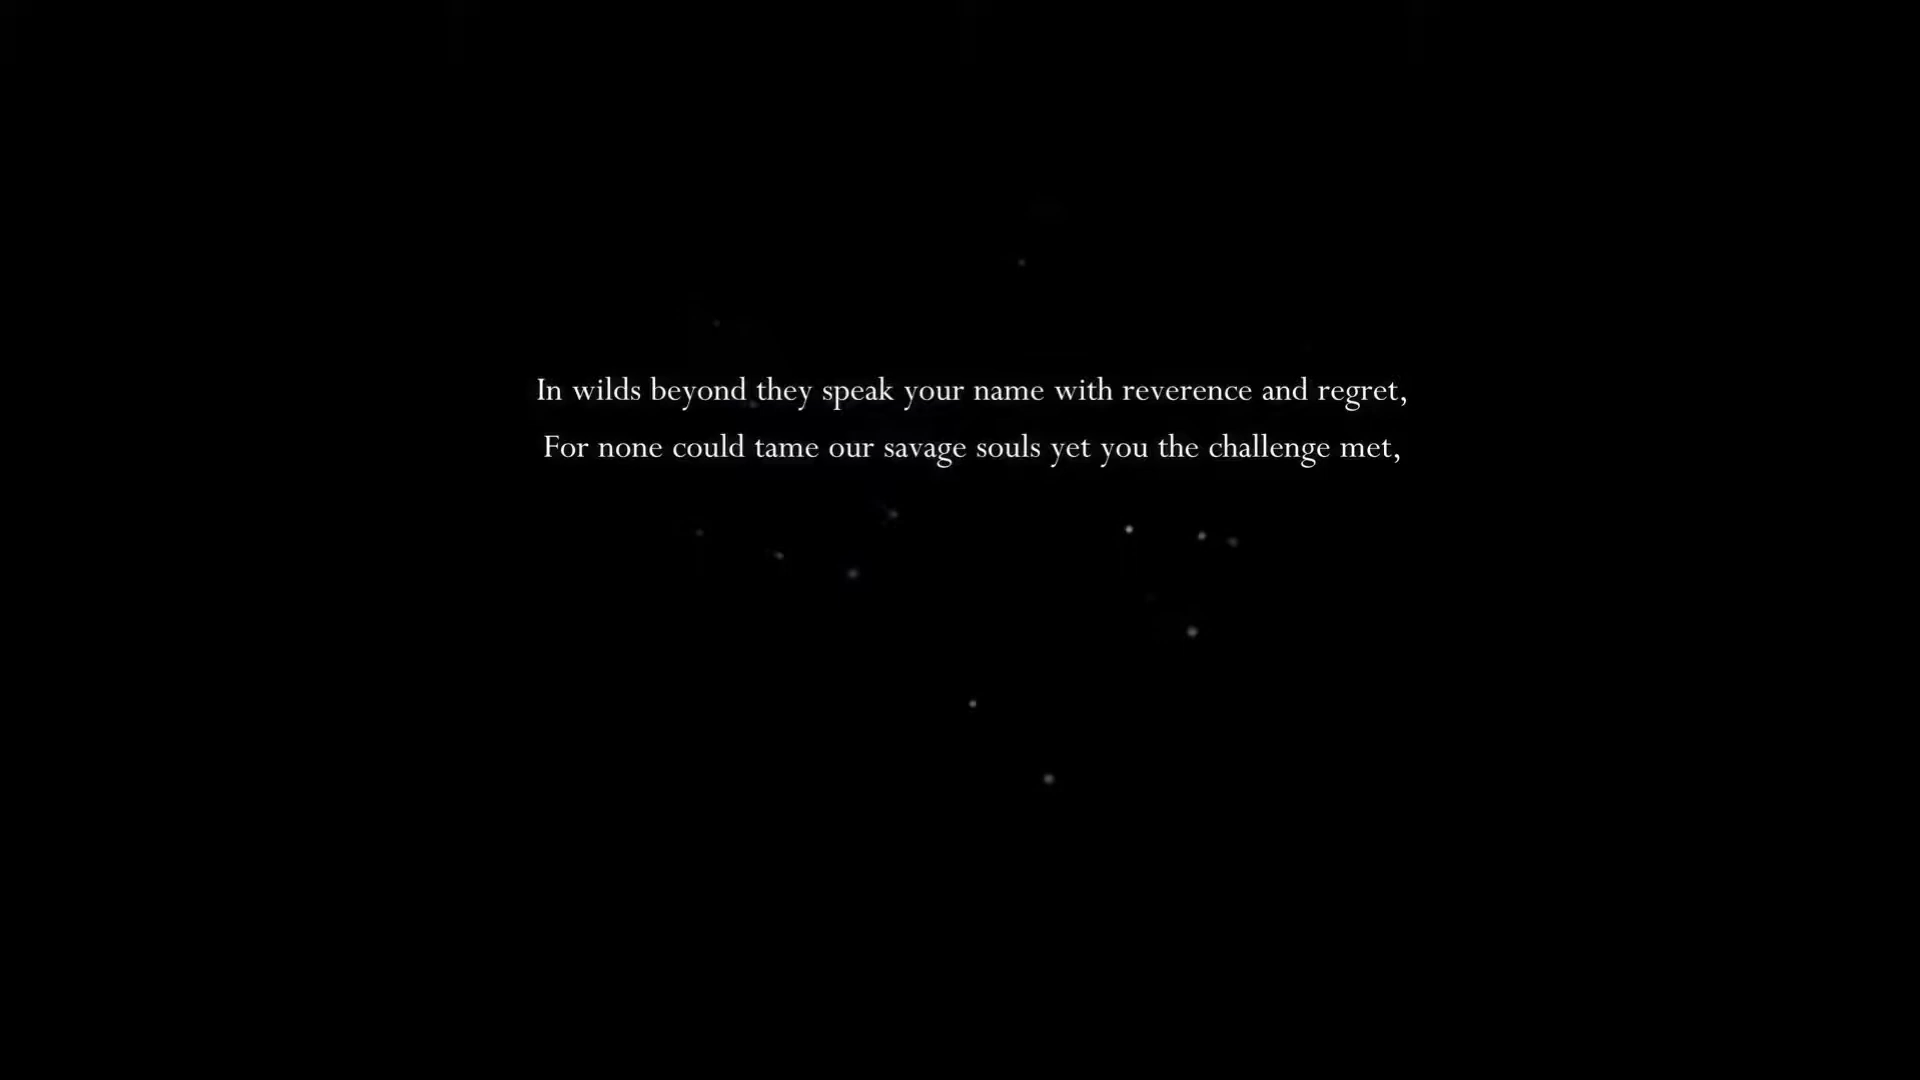 In wilds beyond they speak your name with reverence and regret,
For none could tame our savage souls yet you the challenge met,